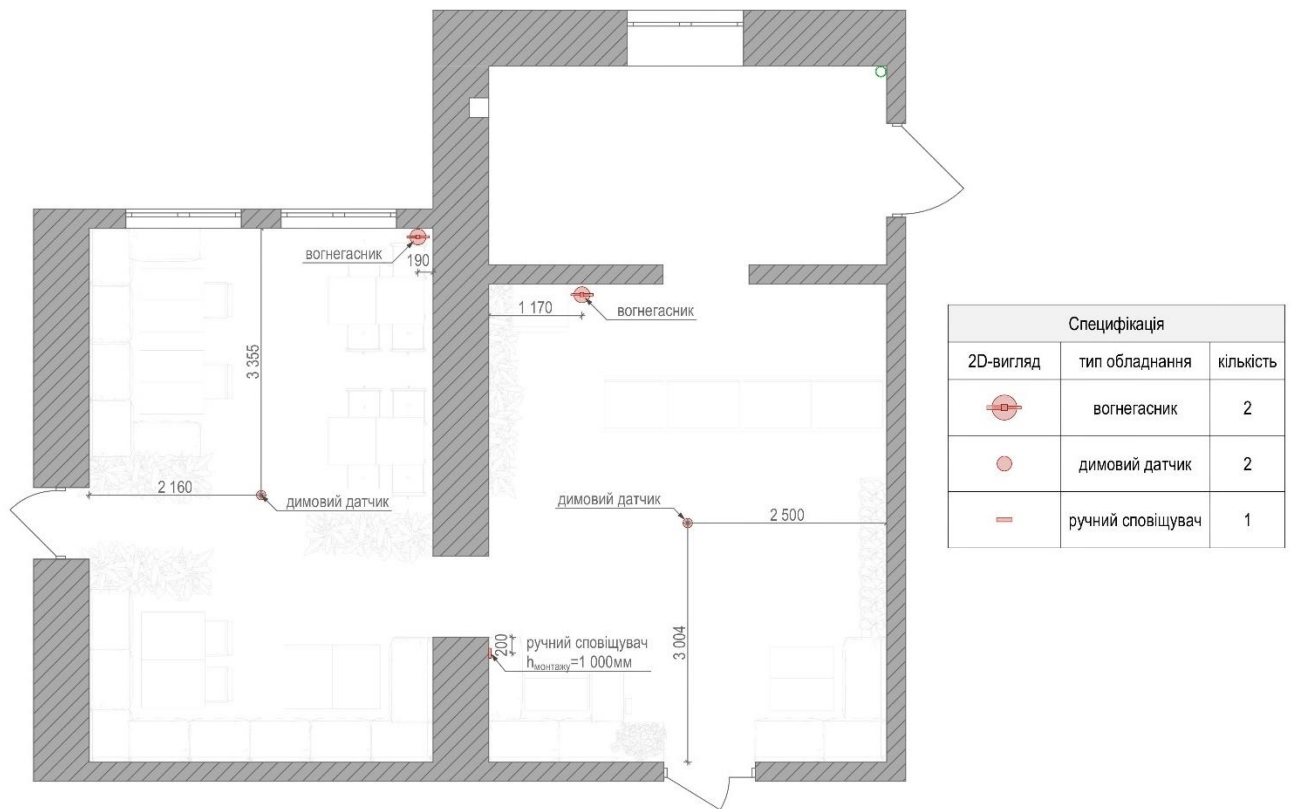 вогнегасник
190
1 170
вогнегасник
3 355
2 160
димовий датчик
димовий датчик
2 500
3 004
200
ручний сповіщувач
hмонтажу=1 000мм
Специфікація
2D-вигляд тип обладнання кількість
вогнегасник 2
димовий датчик 2
ручний сповіщувач 1